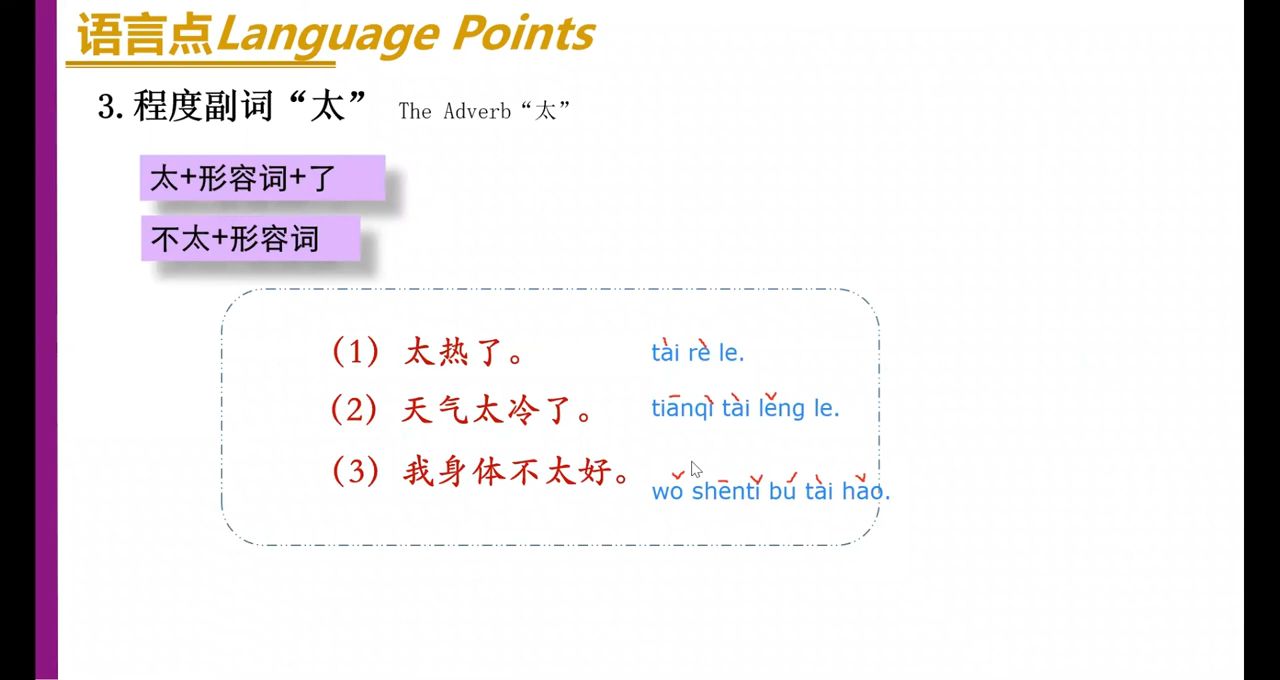 语言点Language Points
3. 程度副词“太” The Adverb“太”
太+形容词+了
不太+形容词
(1) 太热了。 tài rè le.
(2) 天气太冷了。 tiānqì tài lěng le.
(3) 我身体不太好。 wǒ shēntǐ bú tài hǎo.